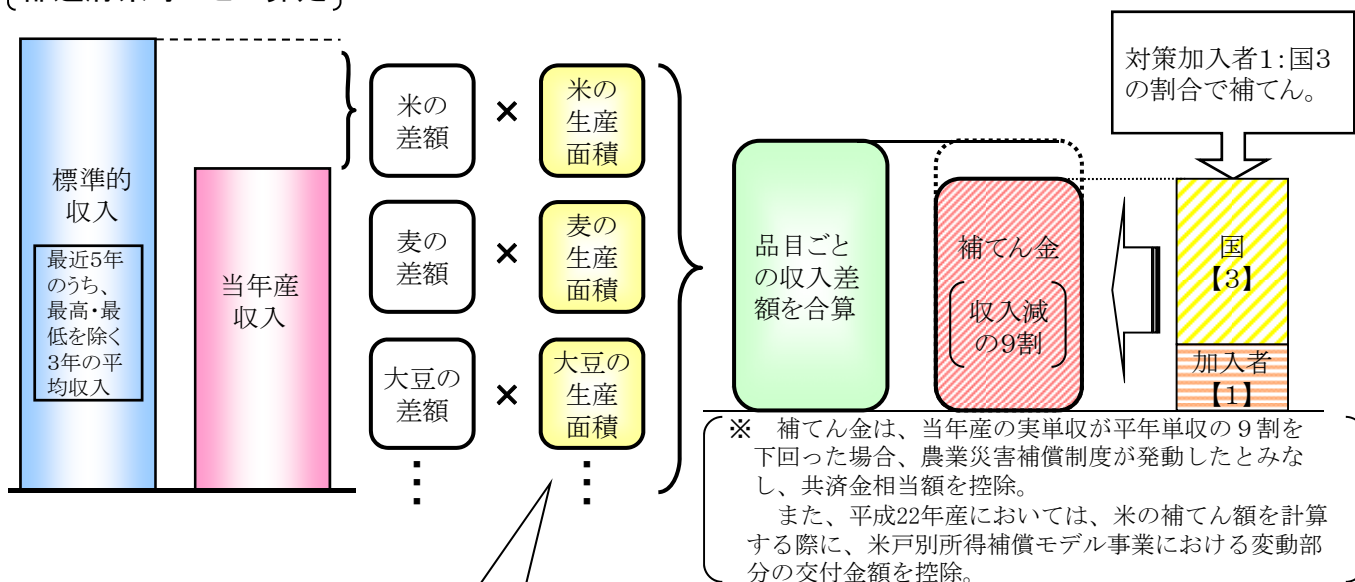 標準的
収入
最近5年
のうち、
最高・最
低を除く
3年の平
均収入
当年産
収入
米の
差額
×
米の
生産
面積
麦の
差額
×
麦の
生産
面積
大豆の
差額
×
大豆の
生産
面積
品目ごと
の収入差
額を合算
補てん金
収入減
の9割
対策加入者1:国3
の割合で補てん。
国
【3】
加入者
【1】
※　補てん金は、当年産の実単収が平年単収の９割を
下回った場合、農業災害補償制度が発動したとみな
し、共済金相当額を控除。
また、平成22年産においては、米の補てん額を計算
する際に、米戸別所得補償モデル事業における変動部
分の交付金額を控除。